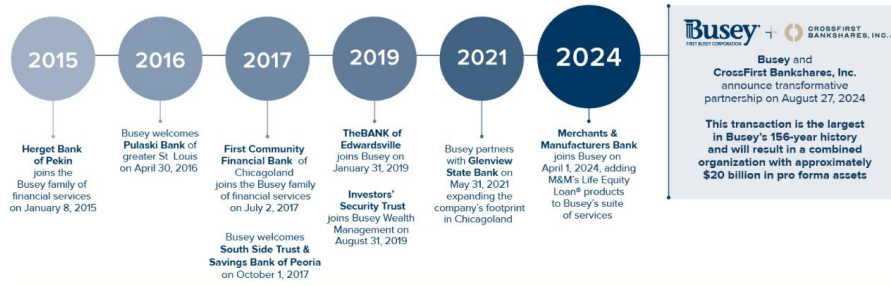 2015
Herget Bank
of Pekin
joins the
Busey family of
financial services
on January 8, 2015
2016
Busey welcomes
Pulaski Bank of
greater St Louis
on April 30, 2016
2017
First Community
Financial Bank of
Chicagoland
joins the Busey family
of financial services
on July 2, 2017
Busey welcomes
South Side Trust &
Savings Bank of Peoria
on October 1, 2017
2019
TheBANK of
Edwardsville
joins Busey on
January 31, 2019
Investors'
Security Trust
joins Busey Wealth
Management on
August 31, 2019
2021
Busey partners
with Glenview
State Bank on
May 31, 2021
expanding the
company's footprint
in Chicagoland
2024
Merchants &
Manufacturers Bank
joins Busey on
April 1, 2024, adding
M&M's Life Equity
Loan® products
to Busey's suite
of services
Busey
FIRST BUSEY CORPORATION
+
CROSSFIRST
BANKSHARES, INC.
Busey and
CrossFirst Bankshares, Inc.
announce transformative
partnership on August 27, 2024
This transaction is the largest
in Busey's 156-year history
and will result in a combined
organization with approximately
$20 billion in pro forma assets